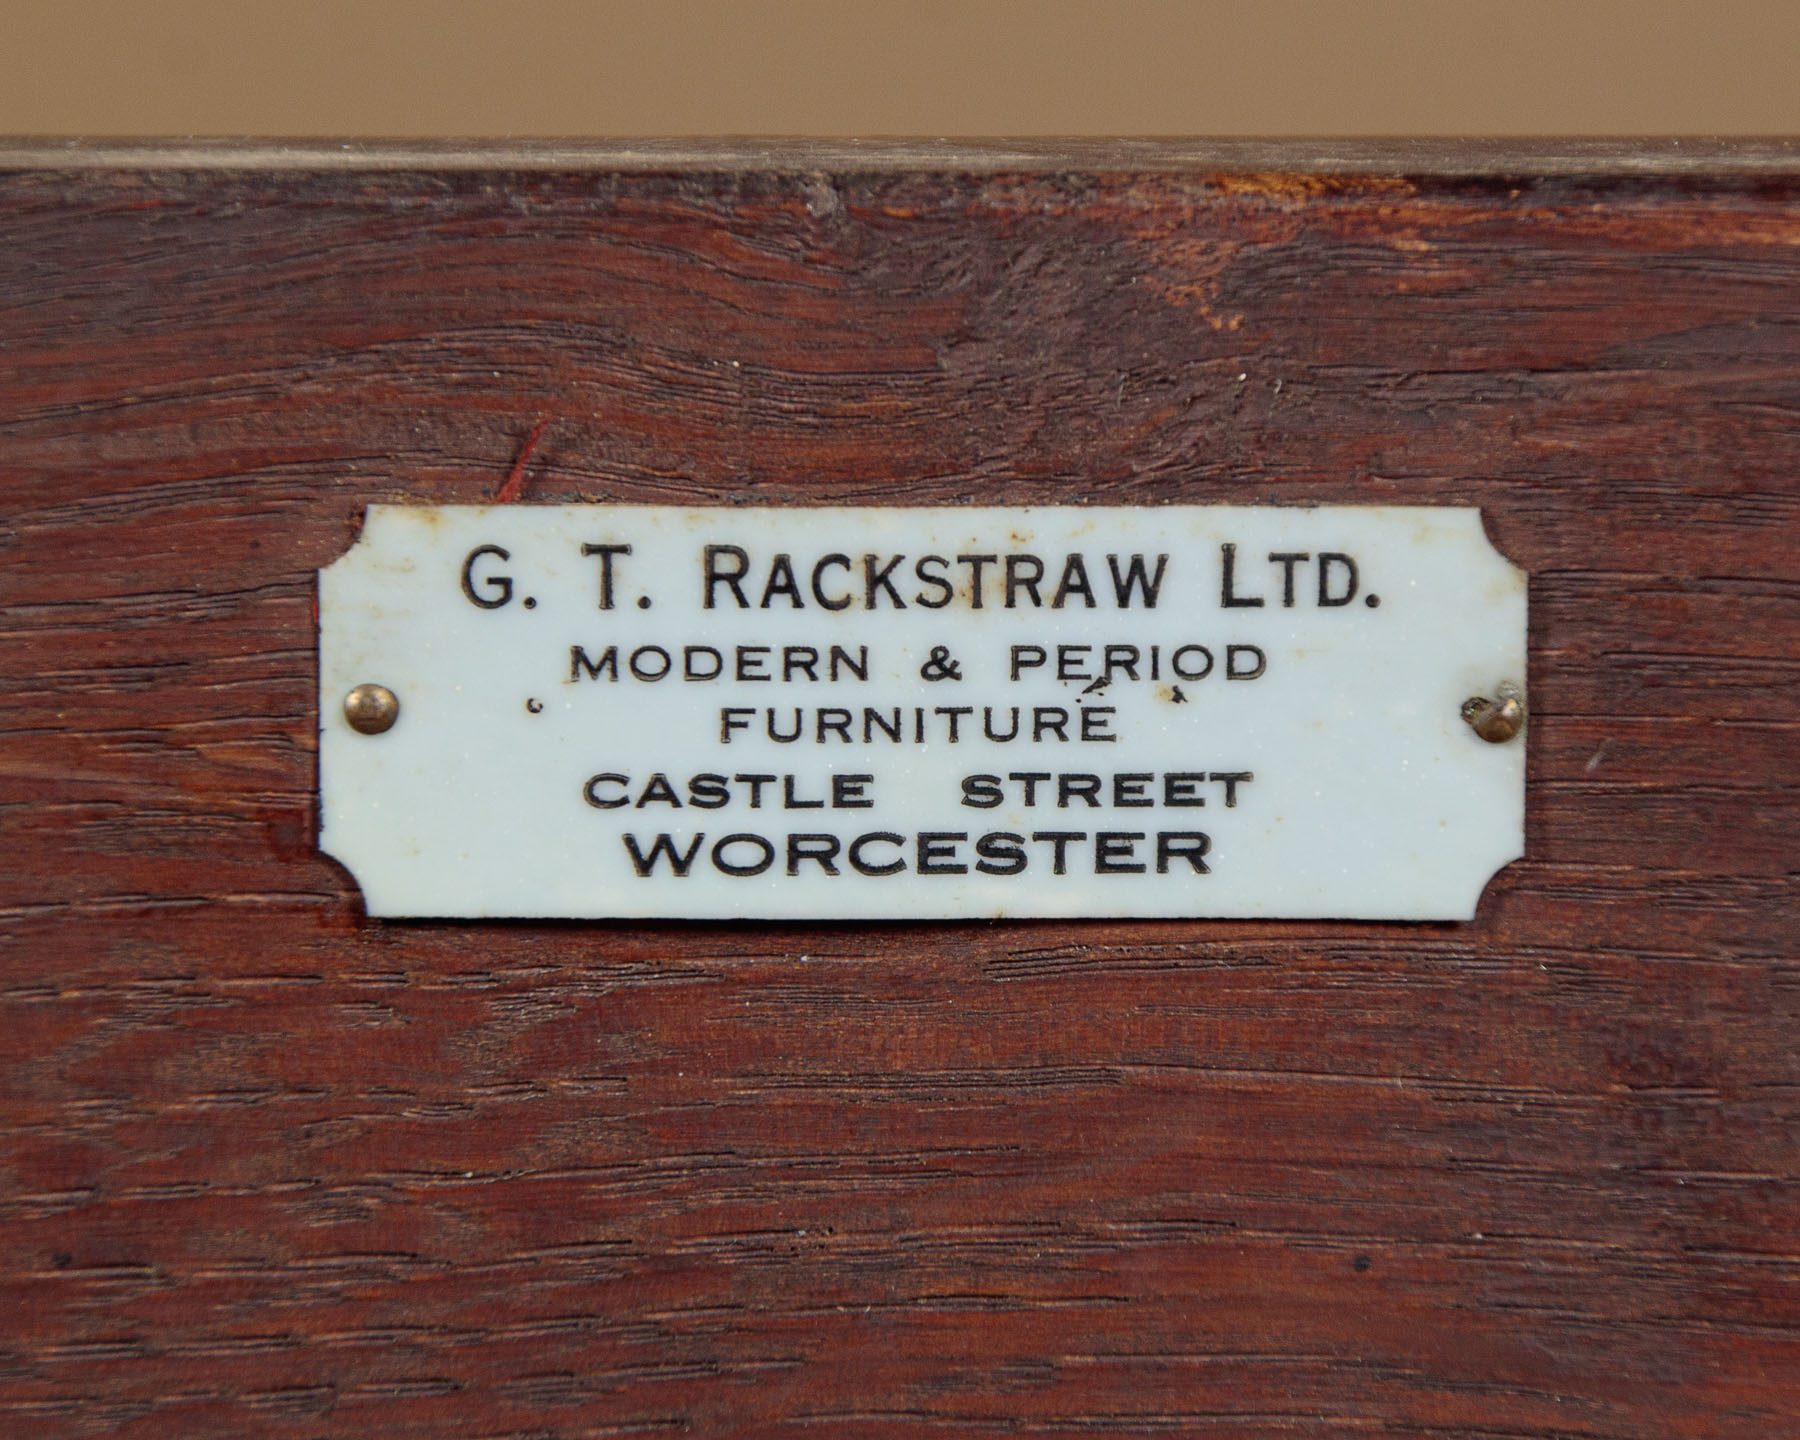 G. T. RACKSTRAW LTD.
MODERN & PERIOD
FURNITURE
CASTLE STREET
WORCESTER